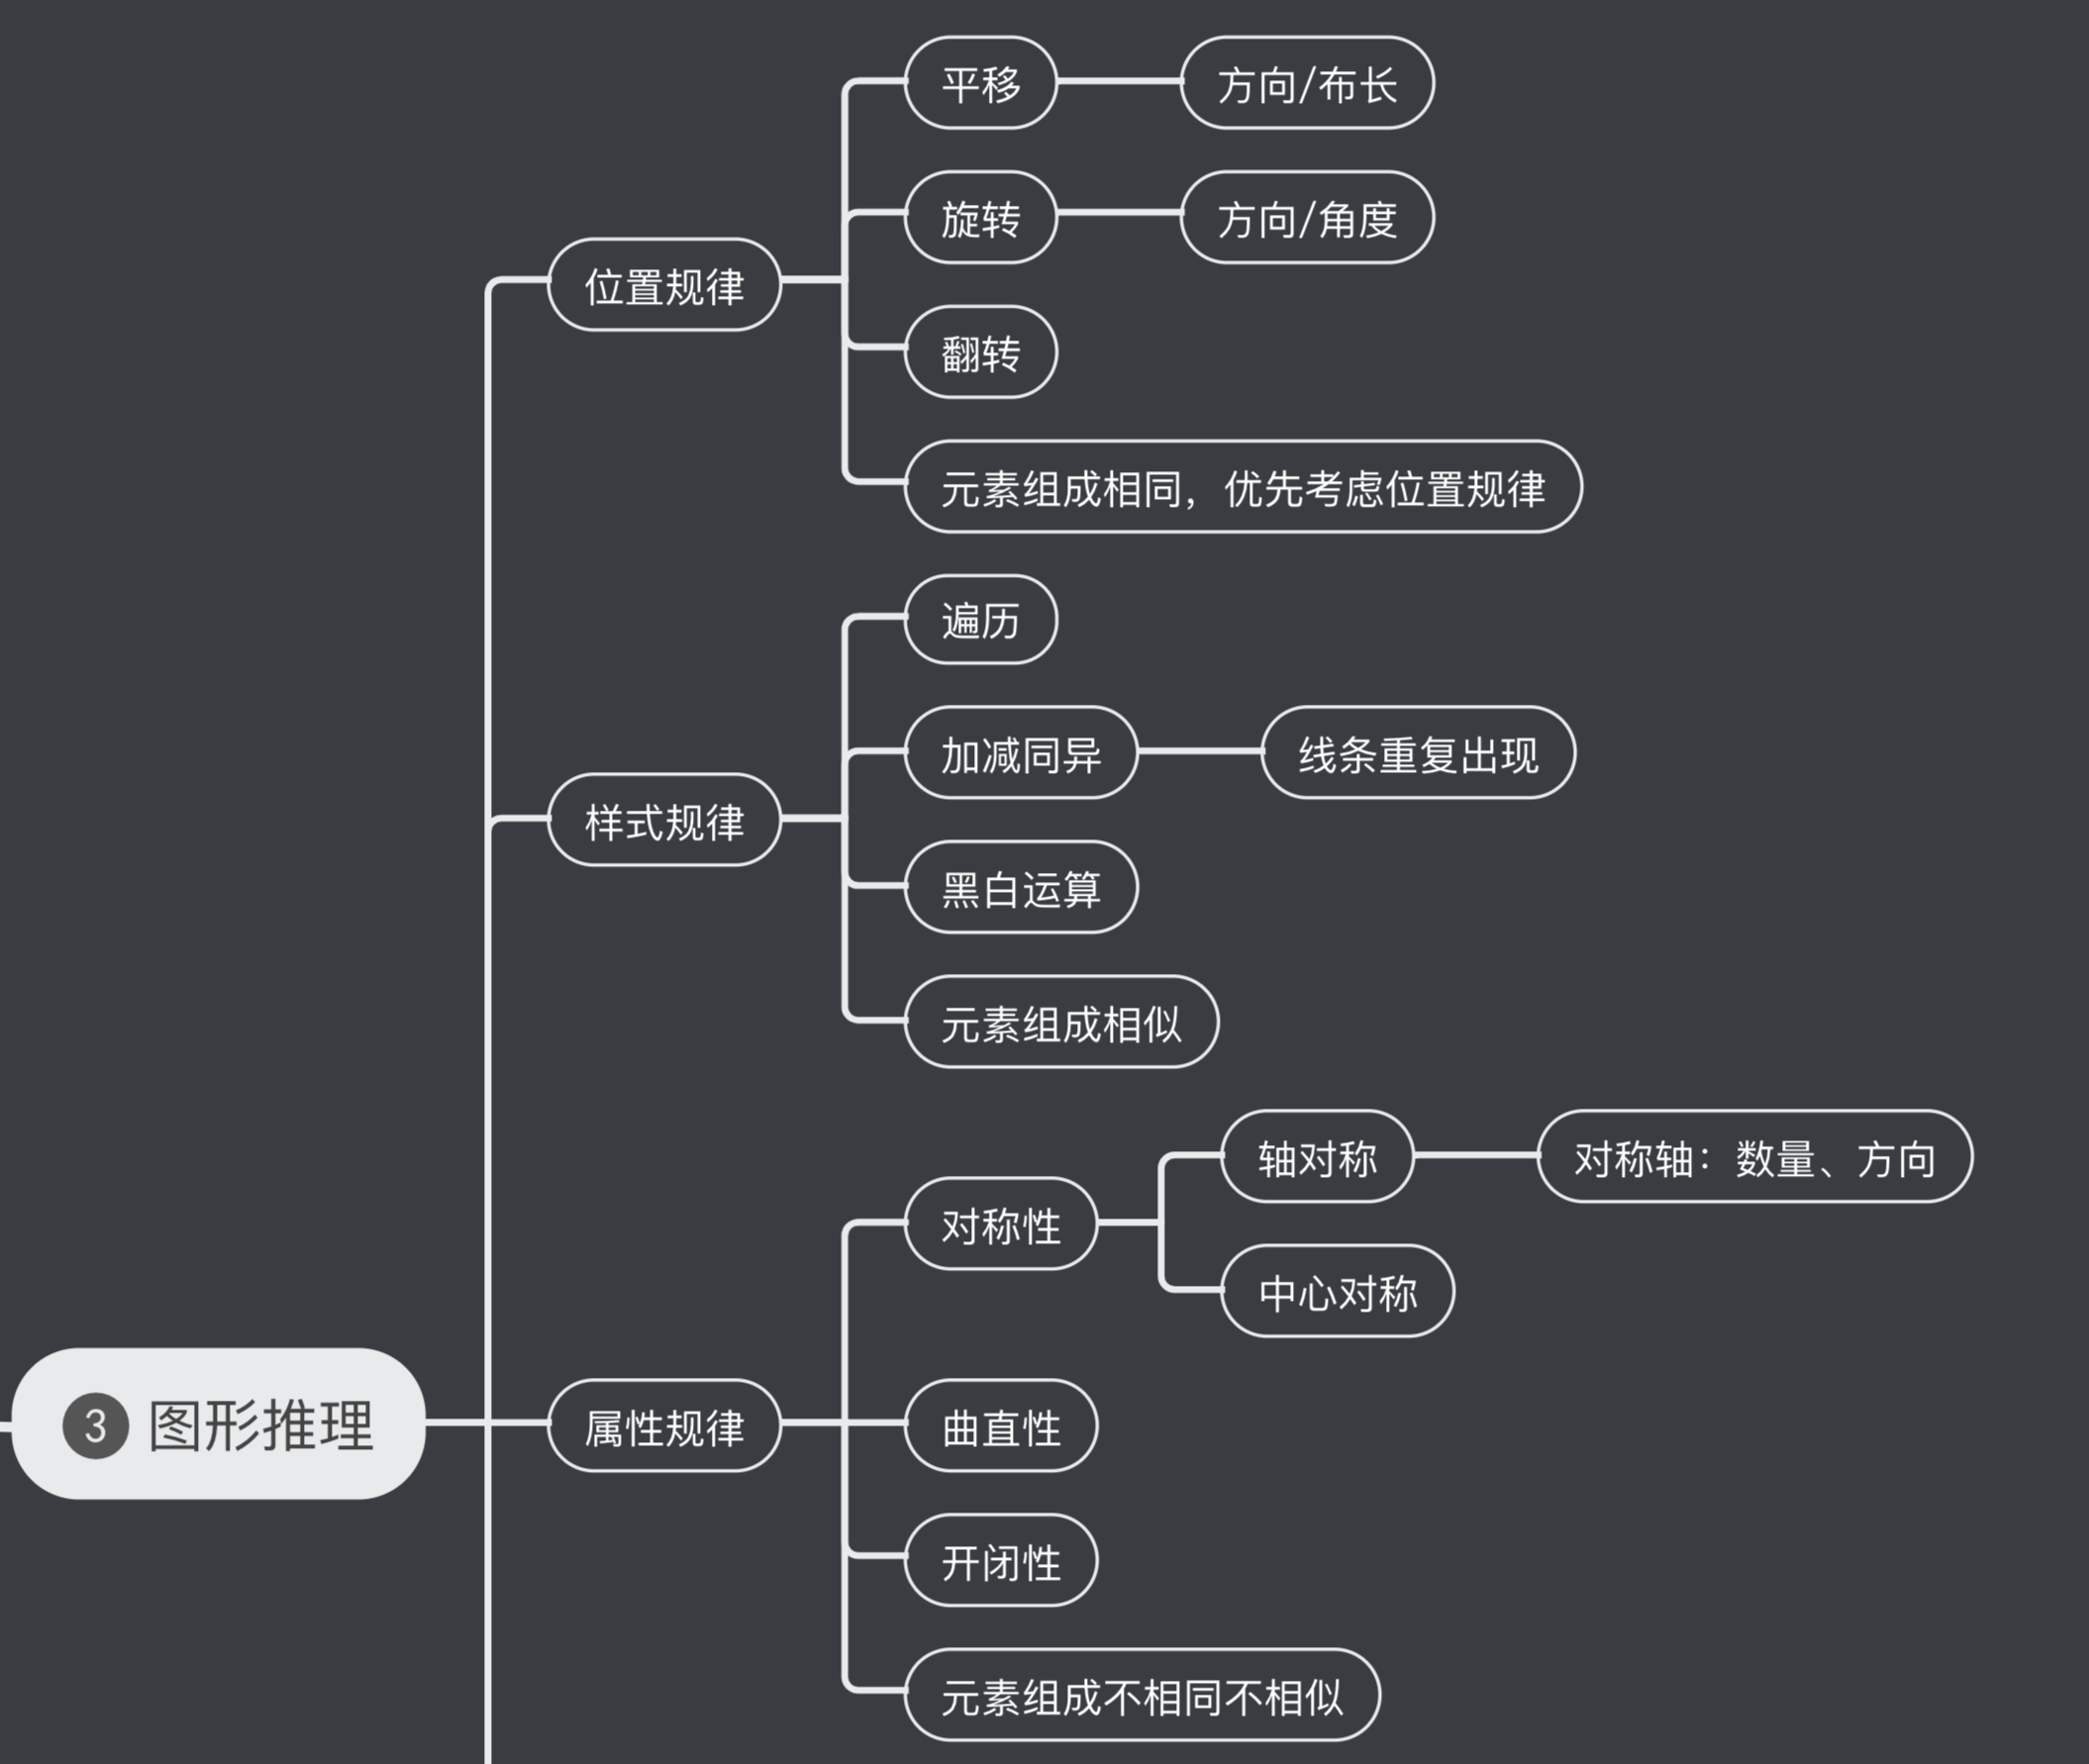 平移
方向/布长
旋转
方向/角度
位置规律
翻转
元素组成相同，优先考虑位置规律
遍历
加减同异
线条重复出现
样式规律
黑白运算
元素组成相似
轴对称
对称轴：数量、方向
对称性
中心对称
3 图形推理
属性规律
曲直性
开闭性
元素组成不相同不相似